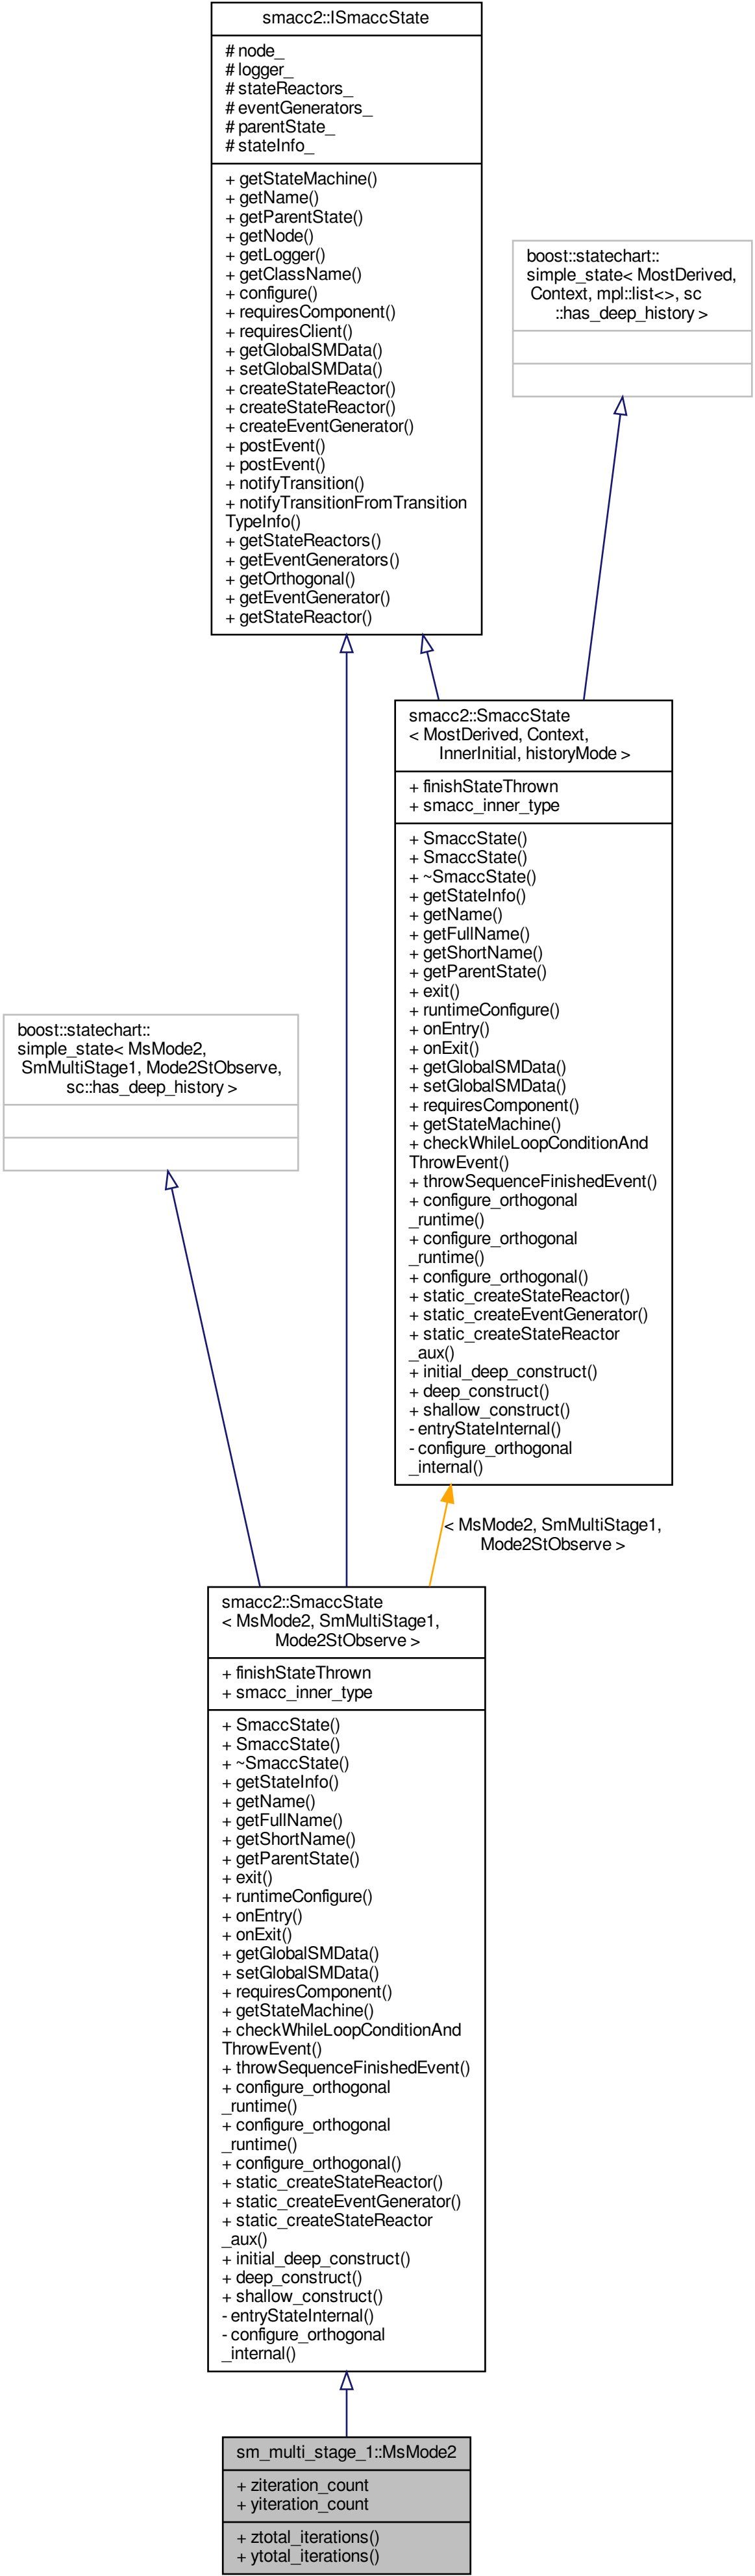 smacc2::ISmaccState
# node_
# logger_
# stateReactors_
# eventGenerators_
# parentState_
# stateInfo_
+ getStateMachine()
+ getName()
+ getParentState()
+ getNode()
+ getLogger()
+ getClassName()
+ configure()
+ requiresComponent()
+ requiresClient()
+ getGlobalSMData()
+ setGlobalSMData()
+ createStateReactor()
+ createStateReactor()
+ createEventGenerator()
+ postEvent()
+ postEvent()
+ notifyTransition()
+ notifyTransitionFromTransition
TypeInfo()
+ getStateReactors()
+ getEventGenerators()
+ getOrthogonal()
+ getEventGenerator()
+ getStateReactor()
boost::statechart::
simple_state< MostDerived,
Context, mpl::list<>, sc
::has_deep_history >
smacc2::SmaccState
< MostDerived, Context,
InnerInitial, historyMode >
+ finishStateThrown
+ smacc_inner_type
+ SmaccState()
+ SmaccState()
+ ~SmaccState()
+ getStateInfo()
+ getName()
+ getFullName()
+ getShortName()
+ getParentState()
+ exit()
+ runtimeConfigure()
+ onEntry()
+ onExit()
+ getGlobalSMData()
+ setGlobalSMData()
+ requiresComponent()
+ getStateMachine()
+ checkWhileLoopConditionAnd
ThrowEvent()
+ throwSequenceFinishedEvent()
+ configure_orthogonal
_runtime()
+ configure_orthogonal
_runtime()
+ configure_orthogonal()
+ static_createStateReactor()
+ static_createEventGenerator()
+ static_createStateReactor
_aux()
+ initial_deep_construct()
+ deep_construct()
+ shallow_construct()
- entryStateInternal()
- configure_orthogonal
_internal()
boost::statechart::
simple_state< MsMode2,
SmMultiStage1, Mode2StObserve,
sc::has_deep_history >
< MsMode2, SmMultiStage1,
Mode2StObserve >
smacc2::SmaccState
< MsMode2, SmMultiStage1,
Mode2StObserve >
+ finishStateThrown
+ smacc_inner_type
+ SmaccState()
+ SmaccState()
+ ~SmaccState()
+ getStateInfo()
+ getName()
+ getFullName()
+ getShortName()
+ getParentState()
+ exit()
+ runtimeConfigure()
+ onEntry()
+ onExit()
+ getGlobalSMData()
+ setGlobalSMData()
+ requiresComponent()
+ getStateMachine()
+ checkWhileLoopConditionAnd
ThrowEvent()
+ throwSequenceFinishedEvent()
+ configure_orthogonal
_runtime()
+ configure_orthogonal
_runtime()
+ configure_orthogonal()
+ static_createStateReactor()
+ static_createEventGenerator()
+ static_createStateReactor
_aux()
+ initial_deep_construct()
+ deep_construct()
+ shallow_construct()
- entryStateInternal()
- configure_orthogonal
_internal()
sm_multi_stage_1::MsMode2
+ ziteration_count
+ yiteration_count
+ ztotal_iterations()
+ ytotal_iterations()